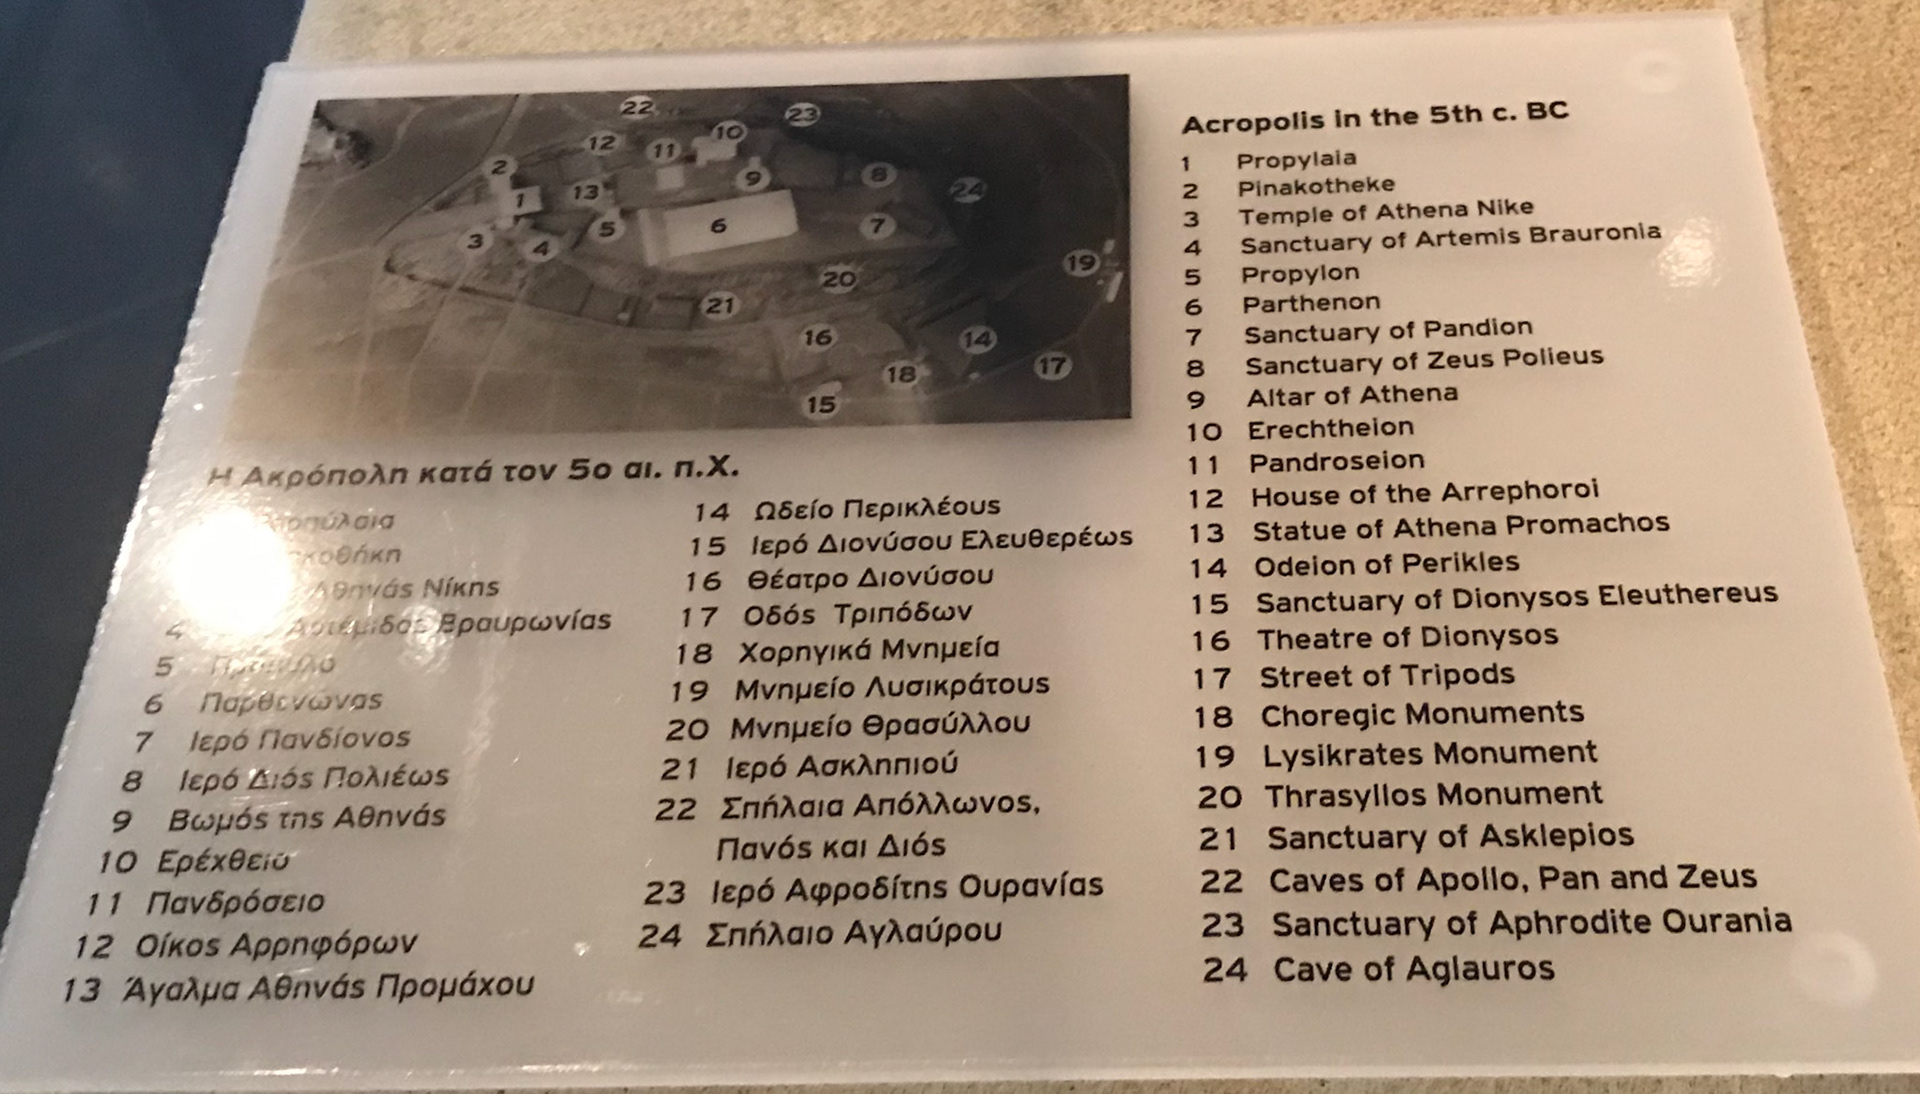 22
23
10
12
11
2
9
8
24
13
1
5
6
7
3
4
19
20
21
16
14
17
18
15
Η Ακρόπολη κατά τον 5ο αι. π.Χ.
Αθηνάς Νίκης
4 Αρτέμιδος Βραυρωνίας
5
6 Παρθενώνας
7 Ιερό Πανδίονος
8 Ιερό Διός Πολιέως
9 Βωμός της Αθηνάς
10 Ερέχθειο
11 Πανδρόσειο
12 Οίκος Αρρηφόρων
13 Άγαλμα Αθηνάς Προμάχου
14 Ωδείο Περικλέους
15 Ιερό Διονύσου Ελευθερέως
16 Θέατρο Διονύσου
17 Οδός Τριπόδων
18 Χορηγικά Μνημεία
19 Μνημείο Λυσικράτους
20 Μνημείο Θρασύλλου
21 Ιερό Ασκληπιού
22 Σπήλαια Απόλλωνος,
Πανός και Διός
23 Ιερό Αφροδίτης Ουρανίας
24 Σπήλαιο Αγλαύρου
Acropolis in the 5th c. BC
1 Propylaia
2 Pinakotheke
3 Temple of Athena Nike
4 Sanctuary of Artemis Brauronia
5 Propylon
6 Parthenon
7 Sanctuary of Pandion
8 Sanctuary of Zeus Polieus
9 Altar of Athena
10 Erechtheion
11 Pandroseion
12 House of the Arrephoroi
13 Statue of Athena Promachos
14 Odeion of Perikles
15 Sanctuary of Dionysos Eleuthereus
16 Theatre of Dionysos
17 Street of Tripods
18 Choregic Monuments
19 Lysikrates Monument
20 Thrasyllos Monument
21 Sanctuary of Asklepios
22 Caves of Apollo, Pan and Zeus
23 Sanctuary of Aphrodite Ourania
24 Cave of Aglauros